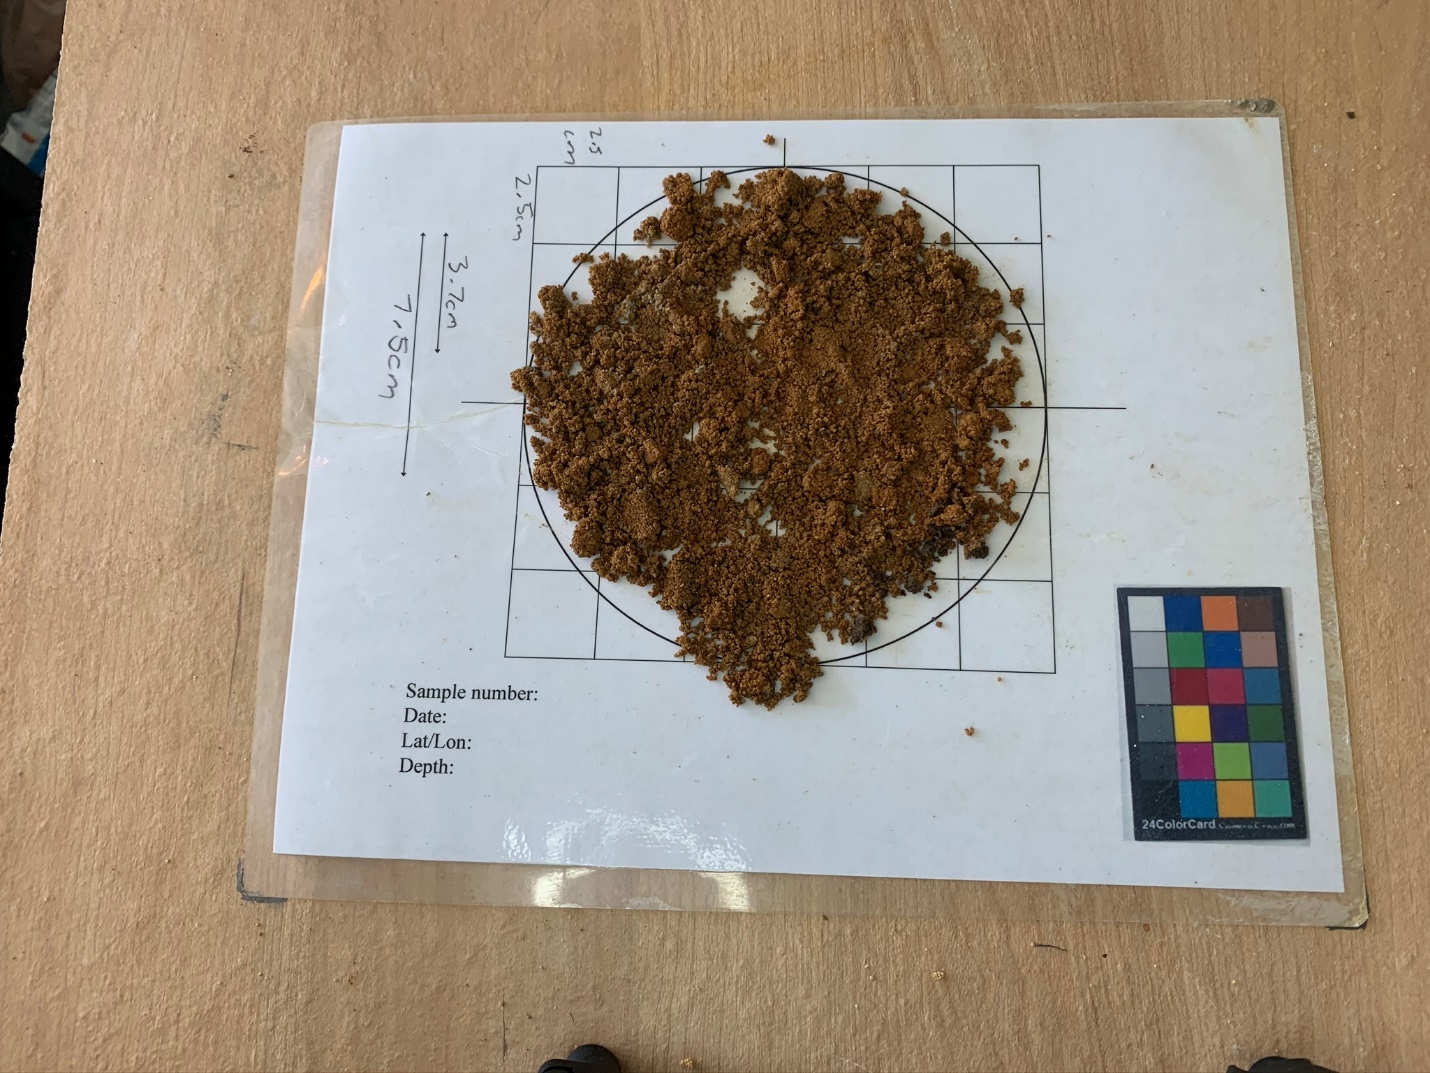 2.5
cm
2.5cm
3.7cm
7.5cm
Sample number:
Date:
Lat/Lon:
Depth:
24ColorCard